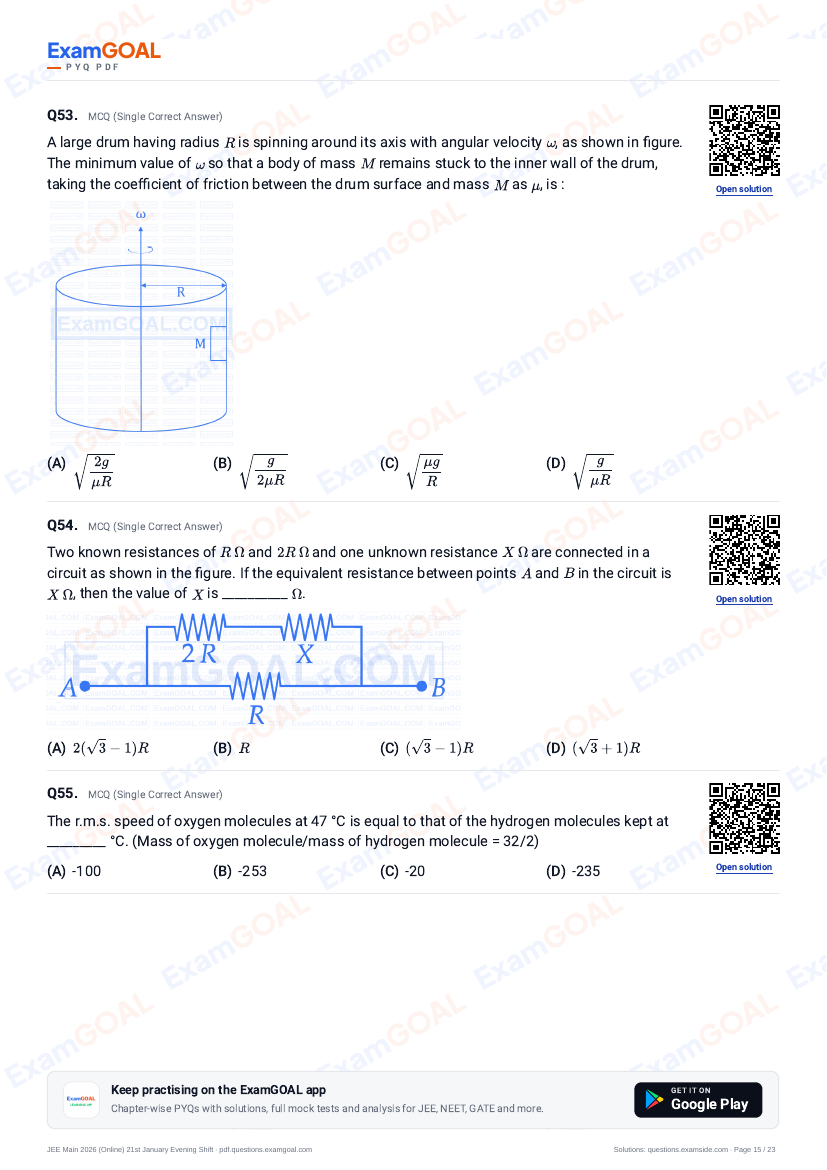 ExamGOAL
PYQ PDF
Q53. MCQ (Single Correct Answer)
A large drum having radius R is spinning around its axis with angular velocity ω, as shown in figure.
The minimum value of ω so that a body of mass M remains stuck to the inner wall of the drum,
taking the coefficient of friction between the drum surface and mass M as μ, is :
Open solution
ω
R
ExamGOAL.COM
M
(A) √(2g/μR) (B) √(g/2μR) (C) √(μg/R) (D) √(g/μR)
Q54. MCQ (Single Correct Answer)
Two known resistances of R Ω and 2R Ω and one unknown resistance X Ω are connected in a
circuit as shown in the figure. If the equivalent resistance between points A and B in the circuit is
X Ω, then the value of X is _________ Ω.
Open solution
2 R X
ExamGOAL.COM
A B
R
(A) 2(√3 − 1)R (B) R (C) (√3 − 1)R (D) (√3 + 1)R
Q55. MCQ (Single Correct Answer)
The r.m.s. speed of oxygen molecules at 47 °C is equal to that of the hydrogen molecules kept at
________ °C. (Mass of oxygen molecule/mass of hydrogen molecule = 32/2)
Open solution
(A) -100 (B) -253 (C) -20 (D) -235
Keep practising on the ExamGOAL app
Chapter-wise PYQs with solutions, full mock tests and analysis for JEE, NEET, GATE and more.
GET IT ON
Google Play
JEE Main 2026 (Online) 21st January Evening Shift · pdf.questions.examgoal.com
Solutions: questions.examside.com · Page 15 / 23